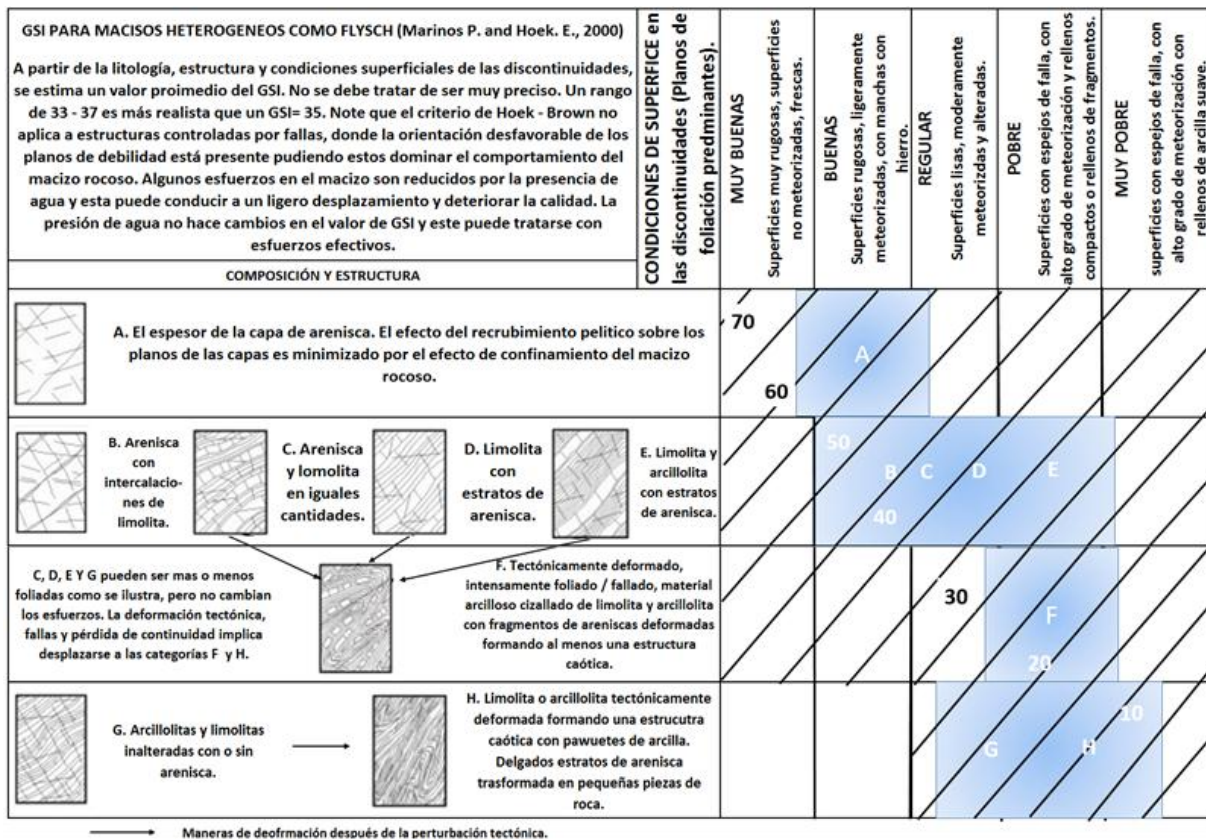 GSI PARA MACISOS HETEROGENEOS COMO FLYSCH (Marinos P. and Hoek. E., 2000)
A partir de la litología, estructura y condiciones superficiales de las discontinuidades,
se estima un valor proimedio del GSI. No se debe tratar de ser muy preciso. Un rango
de 33 - 37 es más realista que un GSI= 35. Note que el criterio de Hoek - Brown no
aplica a estructuras controladas por fallas, donde la orientación desfavorable de los
planos de debilidad está presente pudiendo estos dominar el comportamiento del
macizo rocoso. Algunos esfuerzos en el macizo son reducidos por la presencia de
agua y esta puede conducir a un ligero desplazamiento y deteriorar la calidad. La
presión de agua no hace cambios en el valor de GSI y este puede tratarse con
esfuerzos efectivos.
COMPOSICIÓN Y ESTRUCTURA
CONDICIONES DE SUPERFICE en
las discontinuidades (Planos de
foliación predminantes).
MUY BUENAS
Superficies muy rugosas, superficies
no meteorizadas, frescas.
BUENAS
Superficies rugosas, ligeramente
meteorizadas, con manchas con
hierro.
REGULAR
Superficies lisas, moderamente
meteorizdas y alteradas.
POBRE
Superficies con espejos de falla, con
alto grado de meteorización y rellenos
compactos o rellenos de fragmentos.
MUY POBRE
superficies con espejos de falla, con
alto grado de meteorización con
rellenos de arcilla suave.
A. El espesor de la capa de arenisca. El efecto del recrubimiento pelitico sobre los
planos de las capas es minimizado por el efecto de confinamiento del macizo
rocoso.
70
60
A
B. Arenisca
con
intercalacio-
nes de
limolita.
C. Arenisca
y lomolita
en iguales
cantidades.
D. Limolita
con
estratos de
arenisca.
E. Limolita y
arcillolita
con estratos
de arenisca.
50
B C D E
40
C, D, E Y G pueden ser mas o menos
foliadas como se ilustra, pero no cambian
los esfuerzos. La deformación tectónica,
fallas y pérdida de continuidad implica
desplazarse a las categorías F y H.
F. Tectónicamente deformado,
intensamente foliado / fallado, material
arcilloso cizallado de limolita y arcillolita
con fragmentos de areniscas deformadas
formando al menos una estructura
caótica.
30
F
20
G. Arcillolitas y limolitas
inalteradas con o sin
arenisca.
H. Limolita o arcillolita tectónicamente
deformada formando una estrucutra
caótica con pawuetes de arcilla.
Delgados estratos de arenisca
trasformada en pequeñas piezas de
roca.
10
G H
Maneras de deofrmación después de la perturbación tectónica.